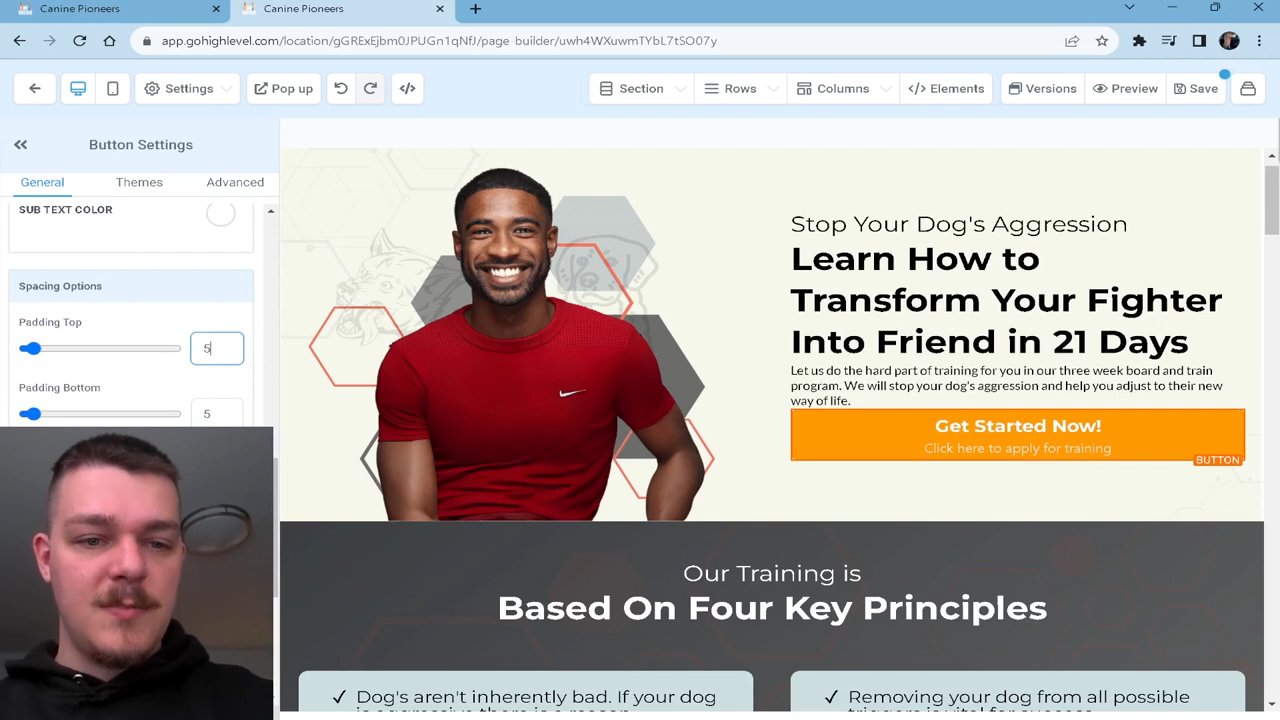 Canine Pioneers
Canine Pioneers
app.gohighlevel.com/location/gGRExEjbm0JPUGn1qNfJ/page-builder/uwh4WXuwmTYbL7tSO07y
Settings
Pop up
Section
Rows
Columns
Elements
Versions
Preview
Save
Button Settings
General
Themes
Advanced
SUB TEXT COLOR
Spacing Options
Padding Top
5
Padding Bottom
5
Stop Your Dog's Aggression
Learn How to
Transform Your Fighter
Into Friend in 21 Days
Let us do the hard part of training for you in our three week board and train
program. We will stop your dog's aggression and help you adjust to their new
way of life.
Get Started Now!
Click here to apply for training
BUTTON
Our Training is
Based On Four Key Principles
✓ Dog's aren't inherently bad. If your dog
✓ Removing your dog from all possible